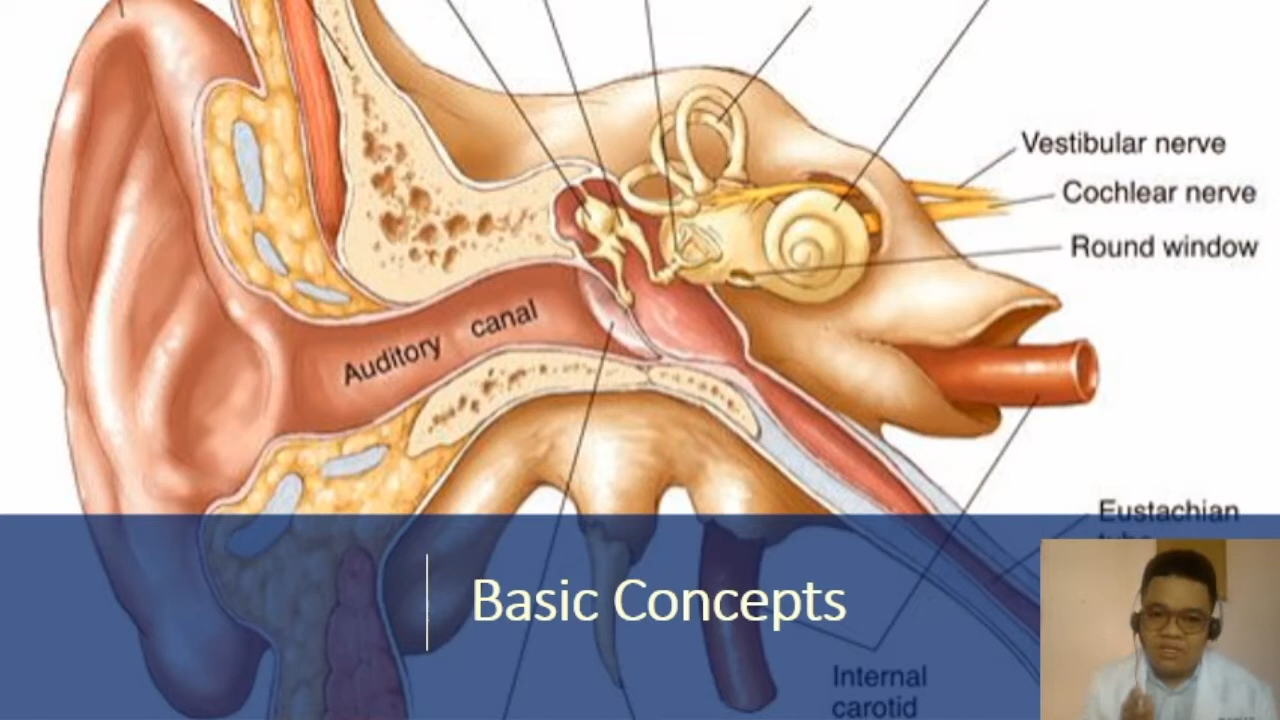 Vestibular nerve
Cochlear nerve
Round window
Auditory canal
Eustachian
Basic Concepts
Internal
carotid